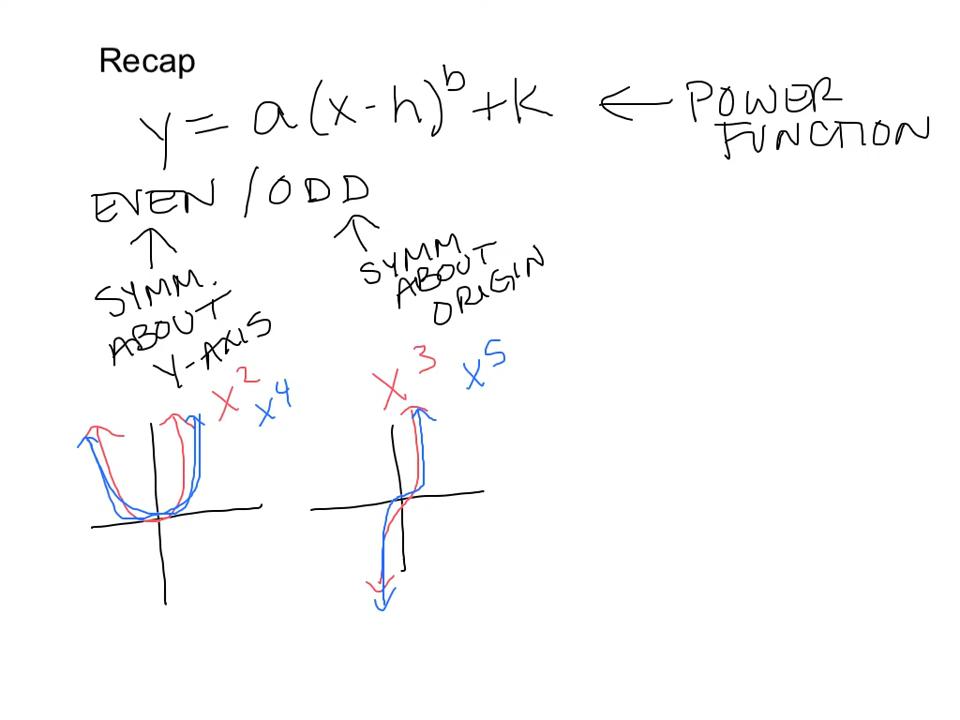 Recap
y = a(x-h)^b + k ← POWER FUNCTION
EVEN / ODD
↑ SYMM. ABOUT Y-AXIS
↑ SYMM ABOUT ORIGIN
x^2 x^4
x^3 x^5